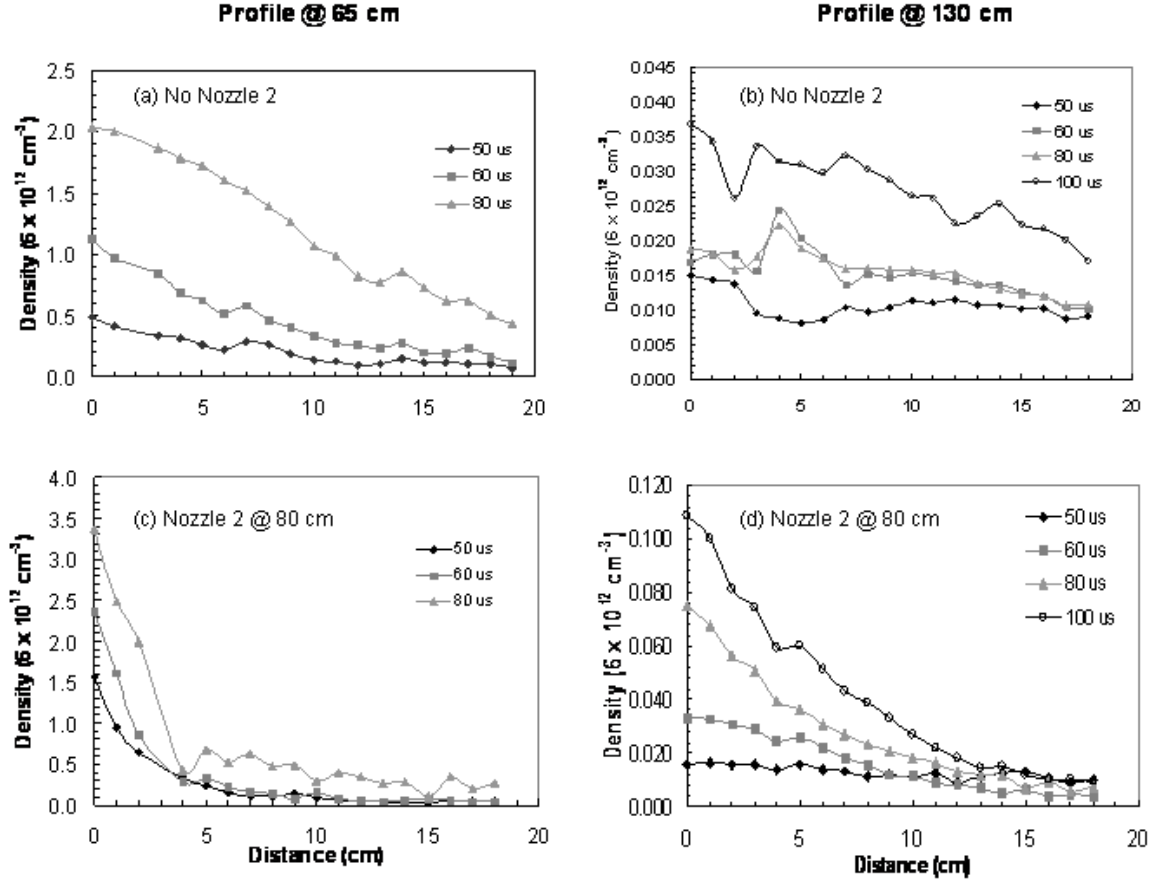 Profile @ 65 cm
Profile @ 130 cm
(a) No Nozzle 2
Density (6 x 10¹² cm⁻³)
2.5
2.0
1.5
1.0
0.5
0.0
50 us
60 us
80 us
0 5 10 15 20
(b) No Nozzle 2
Density (6 × 10¹² cm⁻³)
0.045
0.040
0.035
0.030
0.025
0.020
0.015
0.010
0.005
0.000
50 us
60 us
80 us
100 us
0 5 10 15 20
(c) Nozzle 2 @ 80 cm
Density (6 x 10¹² cm⁻³)
4.0
3.5
3.0
2.5
2.0
1.5
1.0
0.5
0.0
50 us
60 us
80 us
0 5 10 15 20
Distance (cm)
(d) Nozzle 2 @ 80 cm
Density [6 x 10¹² cm⁻³]
0.120
0.100
0.080
0.060
0.040
0.020
0.000
50 us
60 us
80 us
100 us
0 5 10 15 20
Distance (cm)